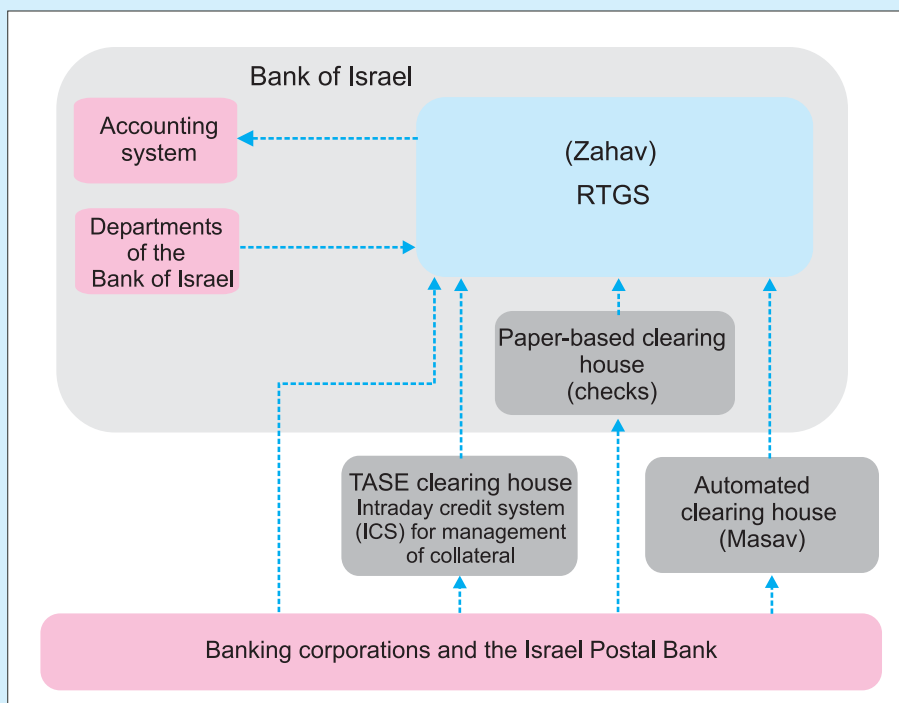 Bank of Israel
Accounting
system
(Zahav)
RTGS
Departments
of the
Bank of Israel
Paper-based clearing
house
(checks)
TASE clearing house
Intraday credit system
(ICS) for management
of collateral
Automated
clearing house
(Masav)
Banking corporations and the Israel Postal Bank